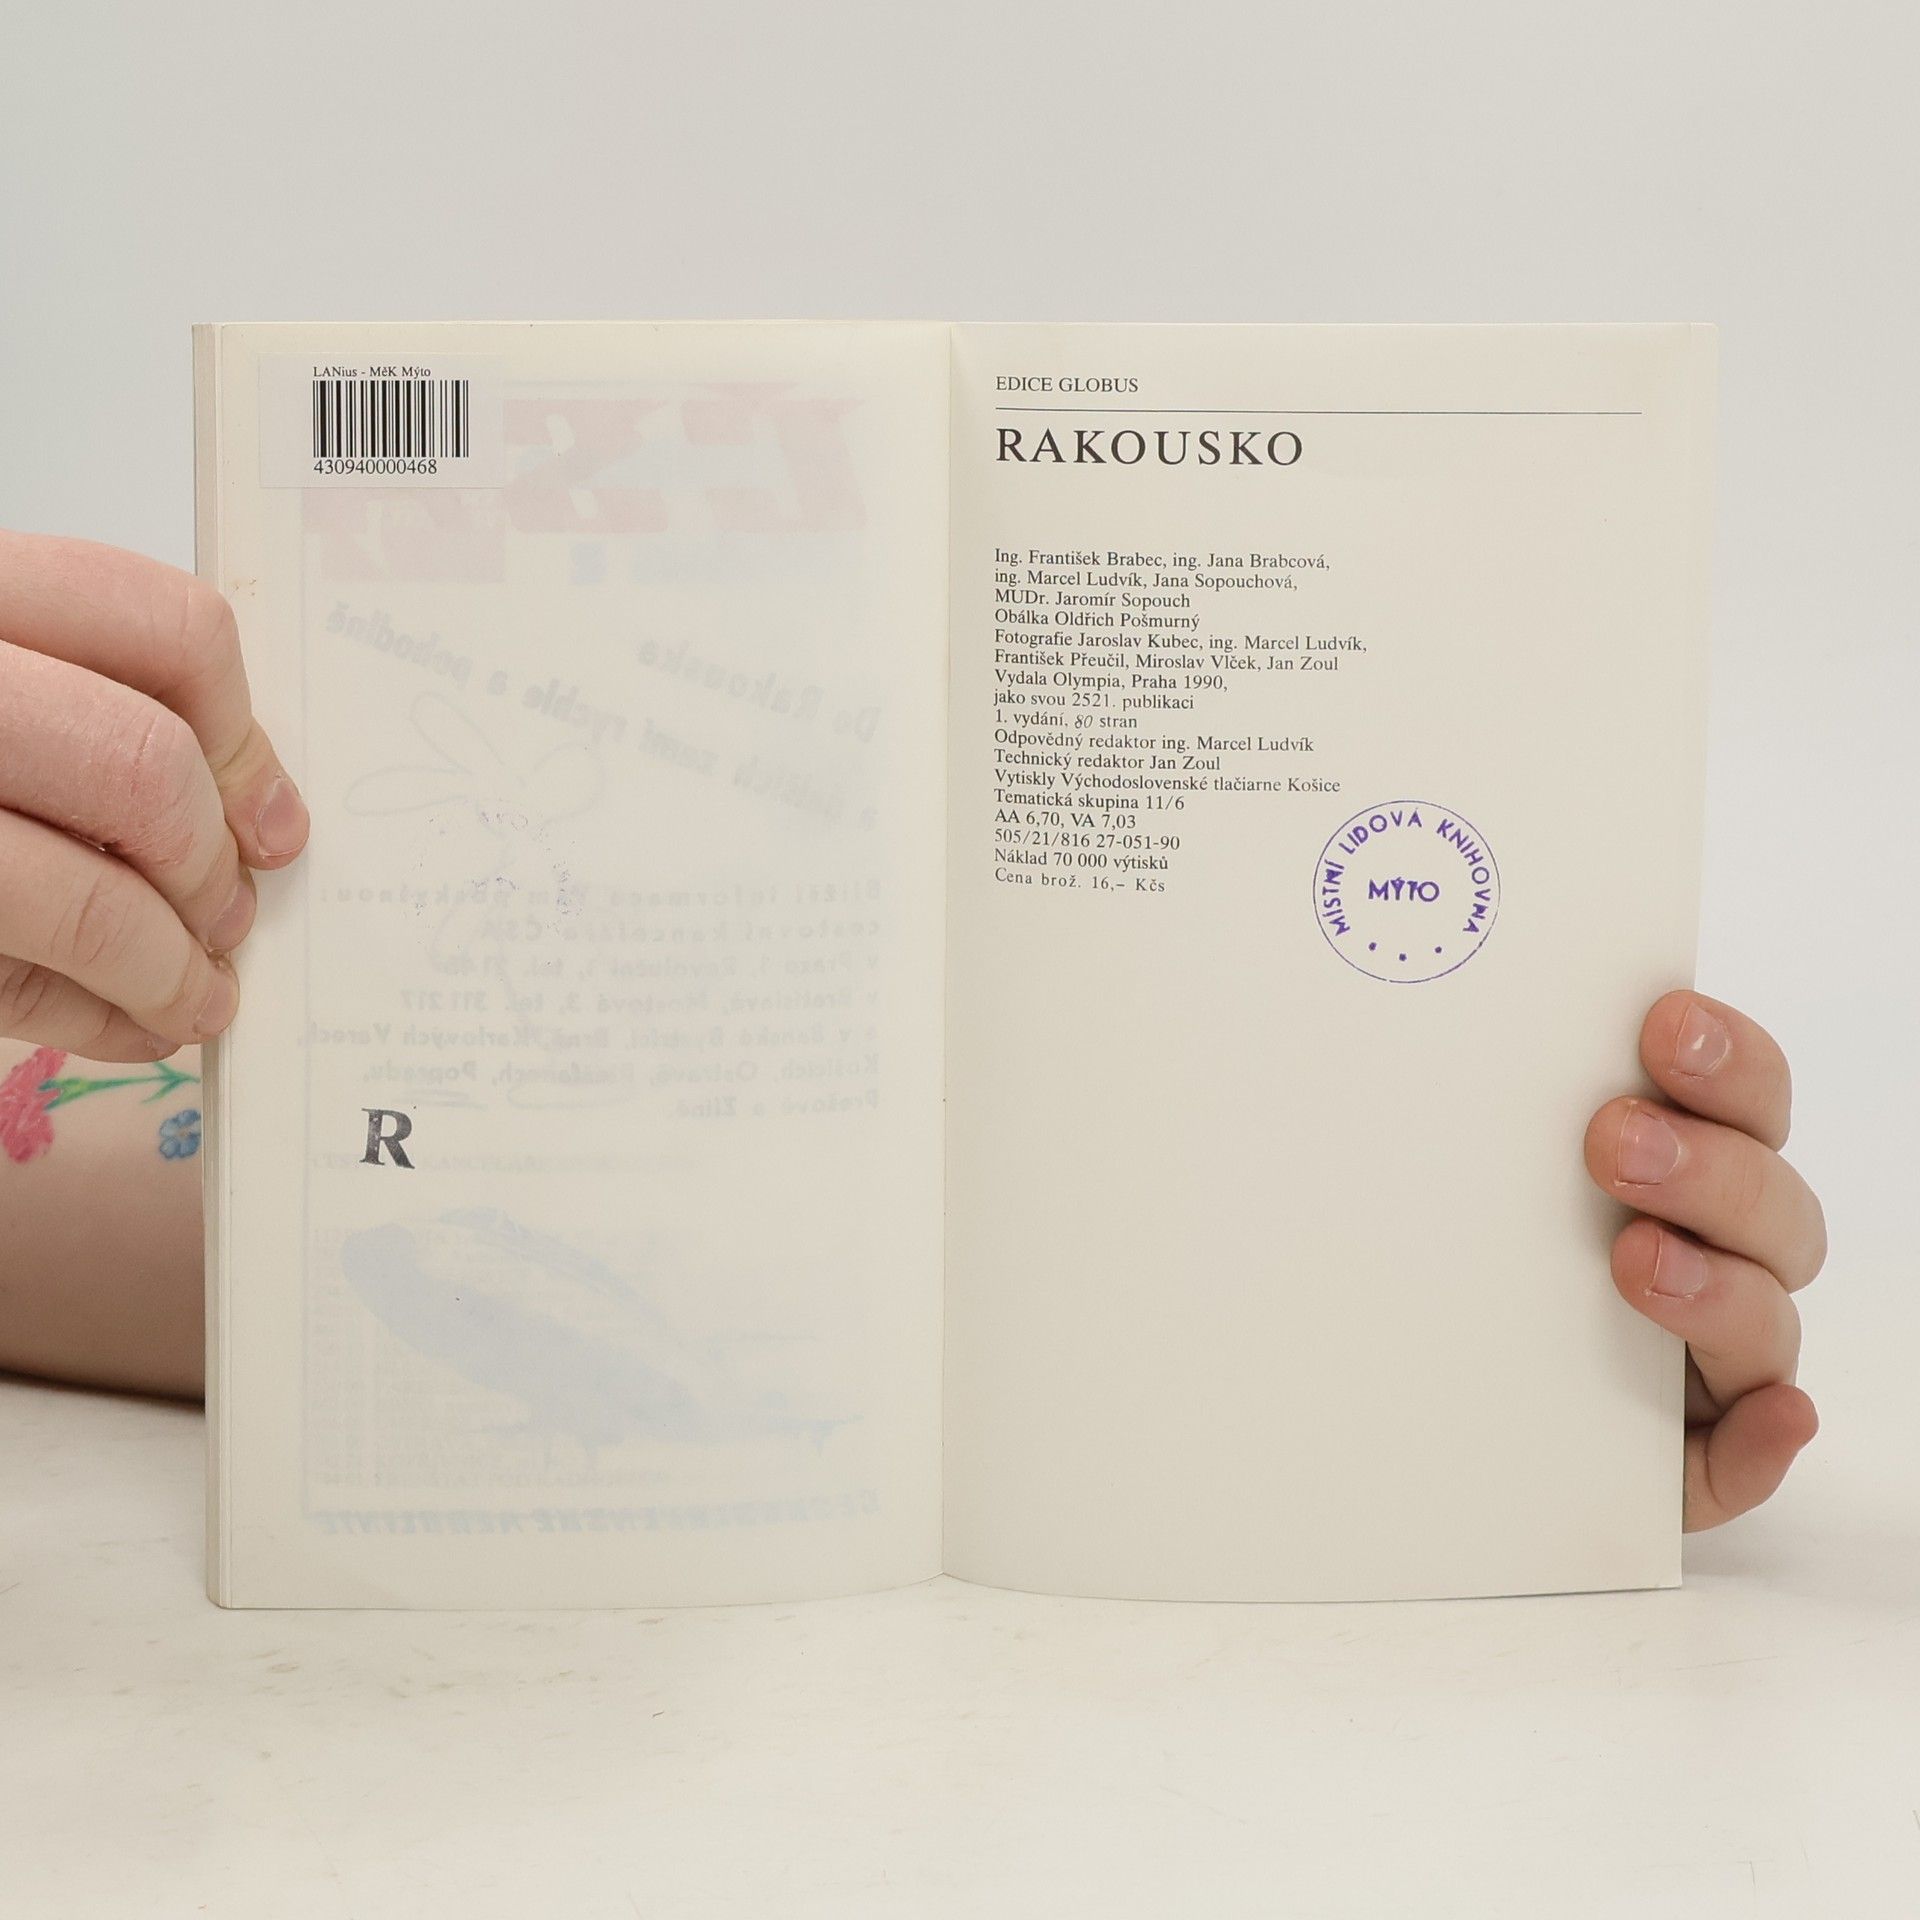 LANius - MěK Mýto
430940000468
R
EDICE GLOBUS
RAKOUSKO
Ing. František Brabec, ing. Jana Brabcová,
ing. Marcel Ludvík, Jana Sopouchová,
MUDr. Jaromír Sopouch
Obálka Oldřich Pošmurný
Fotografie Jaroslav Kubec, ing. Marcel Ludvík,
František Přeučil, Miroslav Vlček, Jan Zoul
Vydala Olympia, Praha 1990,
jako svou 2521. publikaci
1. vydání, 80 stran
Odpovědný redaktor ing. Marcel Ludvík
Technický redaktor Jan Zoul
Vytiskly Východoslovenské tlačiarne Košice
Tematická skupina 11/6
AA 6,70, VA 7,03
505/21/816 27-051-90
Náklad 70 000 výtisků
Cena brož. 16,– Kčs
MÍSTNÍ LIDOVÁ KNIHOVNA
MÝTO